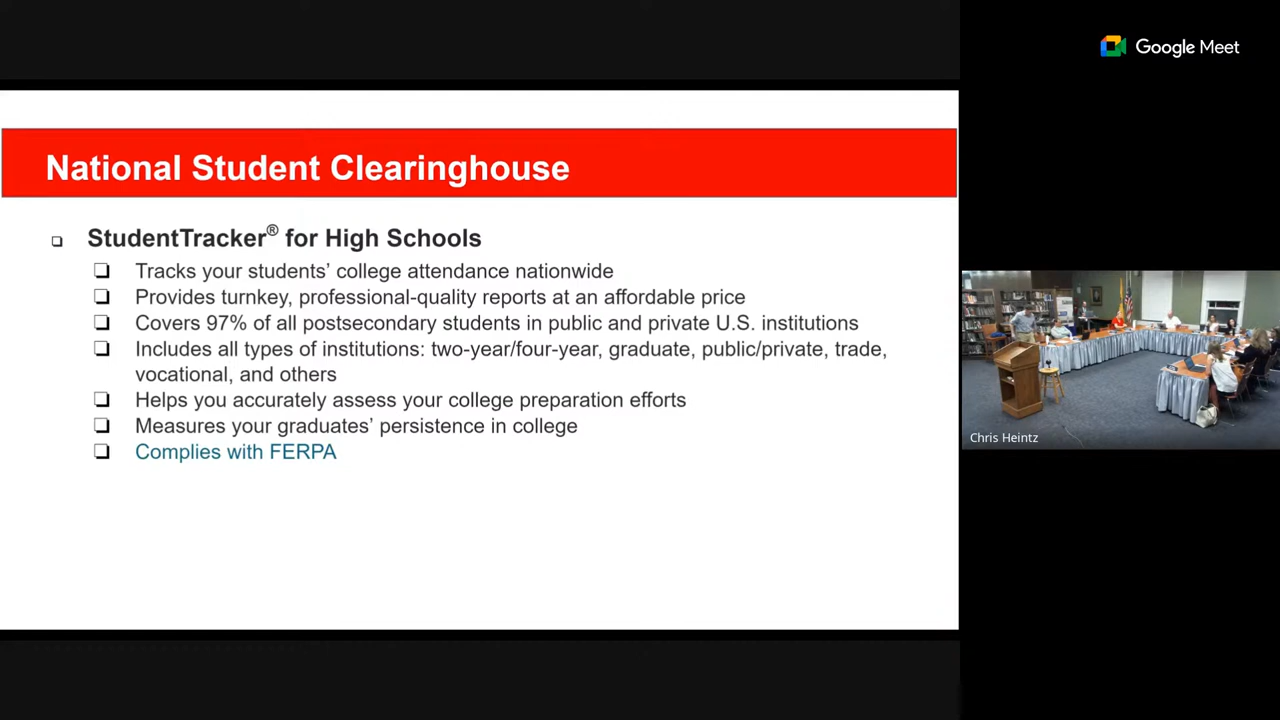 Google Meet
National Student Clearinghouse
StudentTracker® for High Schools
Tracks your students’ college attendance nationwide
Provides turnkey, professional-quality reports at an affordable price
Covers 97% of all postsecondary students in public and private U.S. institutions
Includes all types of institutions: two-year/four-year, graduate, public/private, trade,
vocational, and others
Helps you accurately assess your college preparation efforts
Measures your graduates’ persistence in college
Complies with FERPA
Chris Heintz